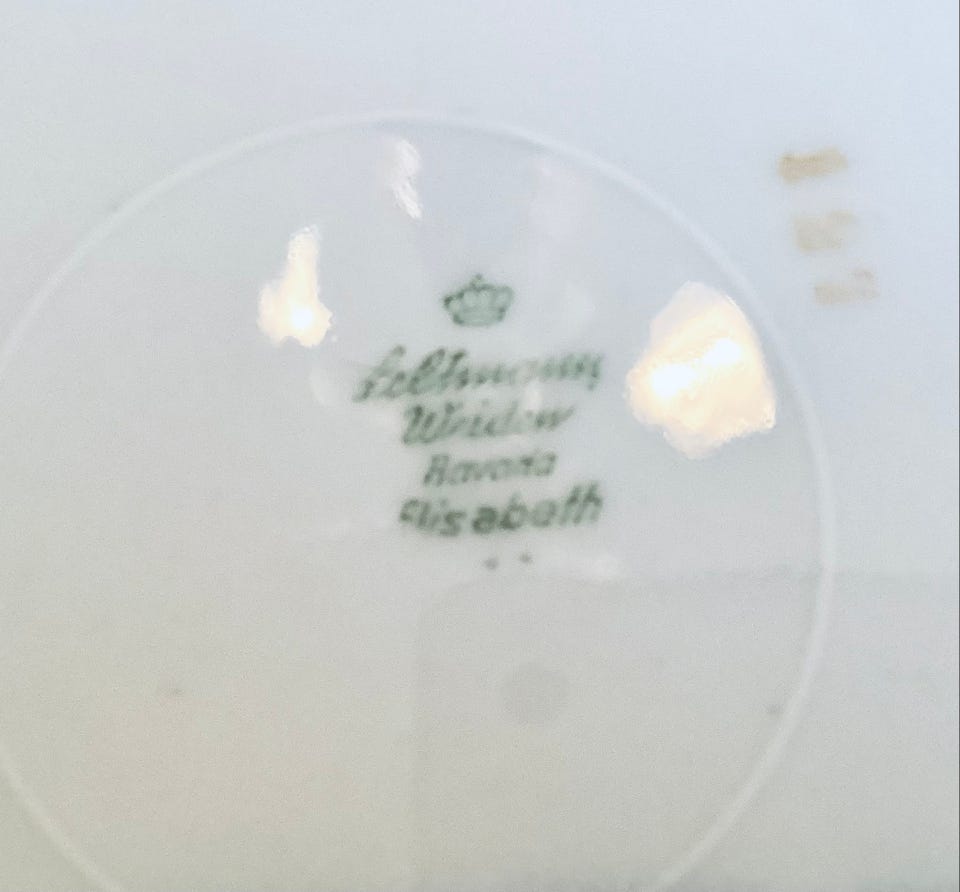 Seltmann
Weiden
Bavaria
Elisabeth